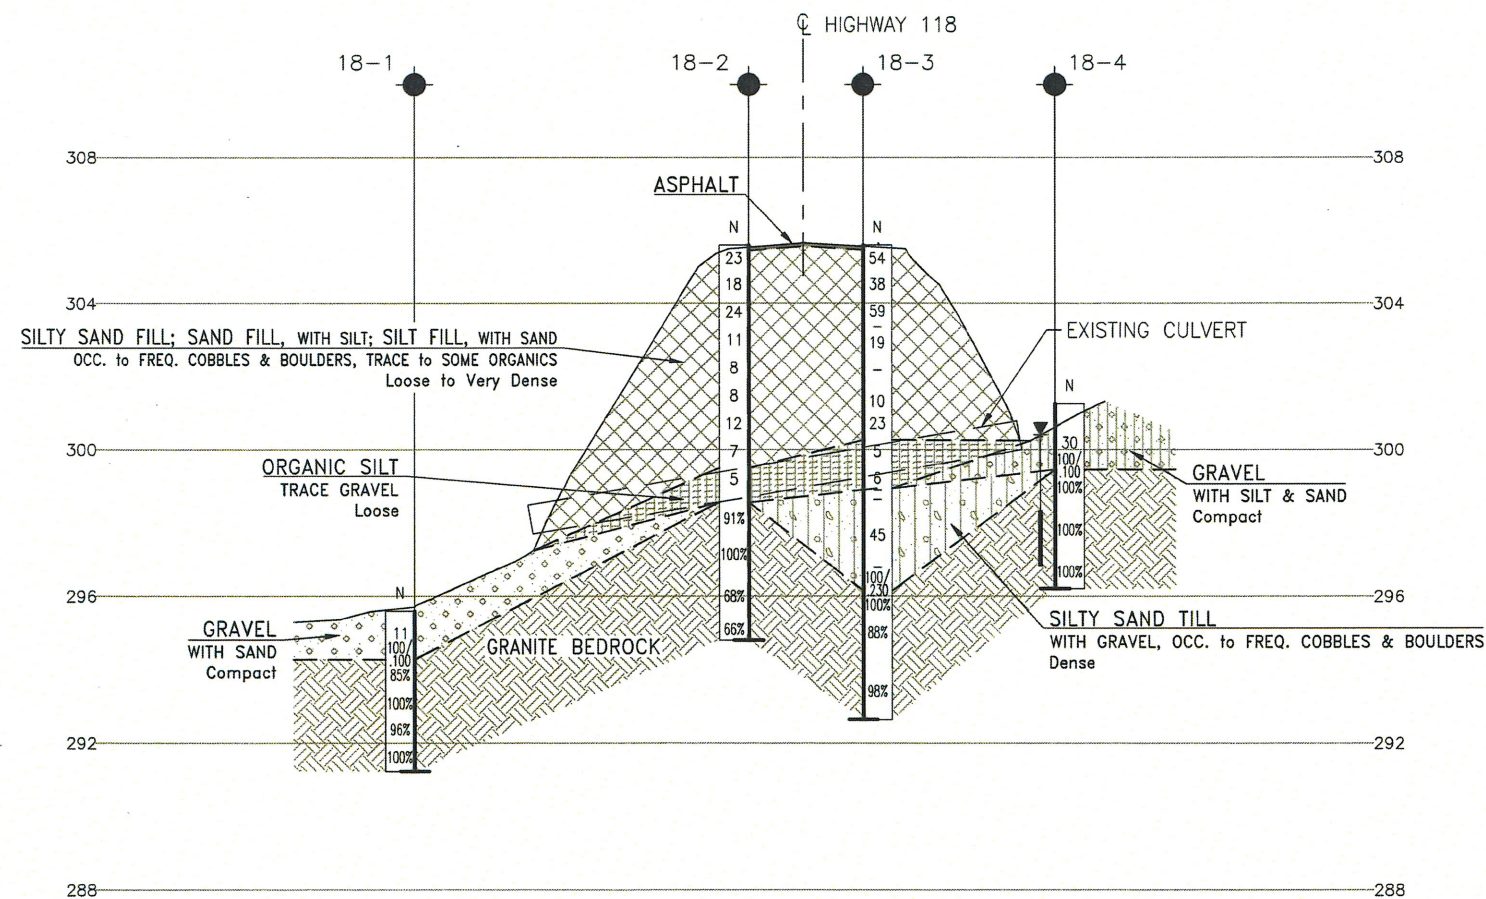 ℄ HIGHWAY 118
18-1
18-2
18-3
18-4
308
308
ASPHALT
N
N
23
54
18
38
304
304
24
59
–
SILTY SAND FILL; SAND FILL, WITH SILT; SILT FILL, WITH SAND
OCC. to FREQ. COBBLES & BOULDERS, TRACE to SOME ORGANICS
Loose to Very Dense
EXISTING CULVERT
11
19
8
–
8
10
N
12
23
30
300
300
7
5
100/
.100
ORGANIC SILT
TRACE GRAVEL
Loose
5
6
–
100%
GRAVEL
WITH SILT & SAND
Compact
91%
45
100%
100%
–
100/
.230
100%
N
296
296
68%
100%
GRAVEL
WITH SAND
Compact
11
100/
.100
85%
66%
88%
GRANITE BEDROCK
SILTY SAND TILL
WITH GRAVEL, OCC. to FREQ. COBBLES & BOULDERS
Dense
100%
98%
96%
292
292
100%
288
288